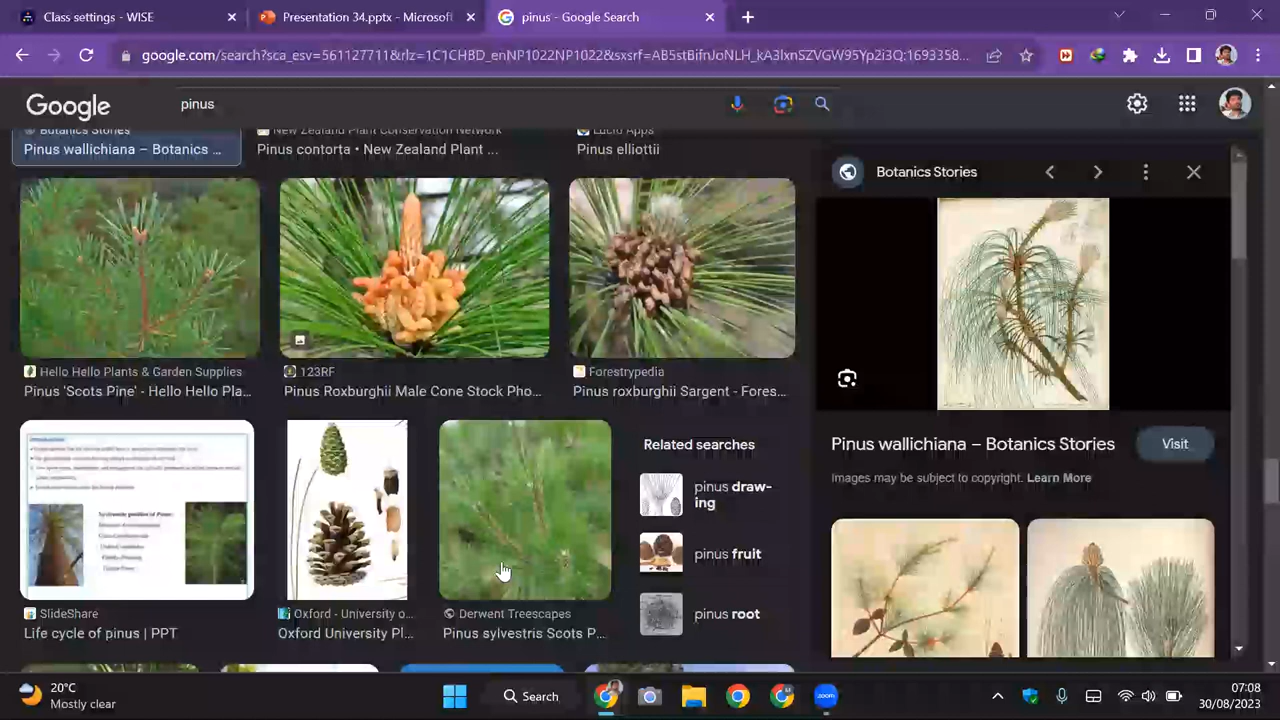 Class settings - WISE
Presentation 34.pptx - Microsoft
pinus - Google Search
google.com/search?sca_esv=561127711&rlz=1C1CHBD_enNP1022NP1022&sxsrf=
Google
pinus
Botanics Stories
New Zealand Plant Conservation Network
Lucid Apps
Pinus wallichiana – Botanics ...
Pinus contorta • New Zealand Plant ...
Pinus elliottii
Botanics Stories
Hello Hello Plants & Garden Supplies
Pinus 'Scots Pine' - Hello Hello Pla...
123RF
Pinus Roxburghii Male Cone Stock Pho...
Forestrypedia
Pinus roxburghii Sargent - Fores...
Pinus wallichiana – Botanics Stories
Visit
Images may be subject to copyright. Learn More
Related searches
pinus draw-
ing
pinus fruit
pinus root
SlideShare
Life cycle of pinus | PPT
Oxford - University o...
Oxford University Pl...
Derwent Treescapes
Pinus sylvestris Scots P...
20°C
Mostly clear
Search
zoom
07:08
30/08/2023